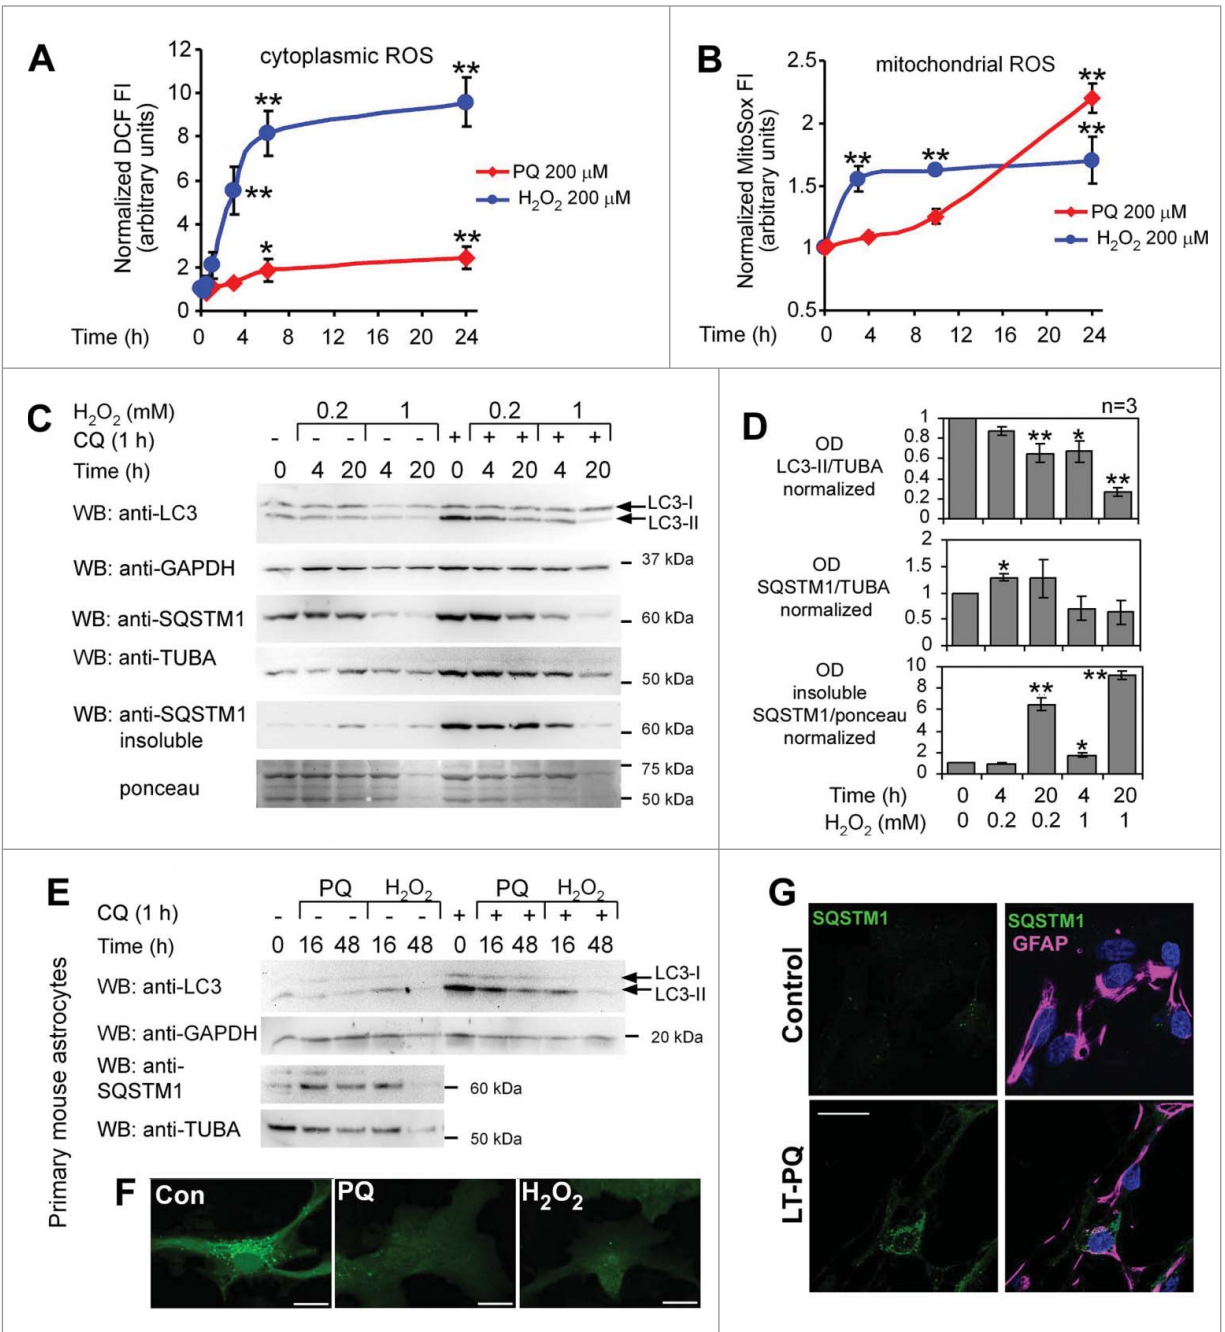 A
cytoplasmic ROS
Normalized DCF FI
(arbitrary units)
12
10
8
6
4
2
0
**
**
**
*
**
PQ 200 μM
H₂O₂ 200 μM
Time (h)
0 4 8 12 16 20 24
B
mitochondrial ROS
Normalized MitoSox FI
(arbitrary units)
2.5
2
1.5
1
0.5
**
**
**
**
PQ 200 μM
H₂O₂ 200 μM
Time (h)
0 4 8 12 16 20 24
C
H₂O₂ (mM) 0.2 1 0.2 1
CQ (1 h) - - - - - + + + + +
Time (h) 0 4 20 4 20 0 4 20 4 20
WB: anti-LC3
LC3-I
LC3-II
WB: anti-GAPDH
37 kDa
WB: anti-SQSTM1
60 kDa
WB: anti-TUBA
50 kDa
WB: anti-SQSTM1
insoluble
60 kDa
ponceau
75 kDa
50 kDa
D
n=3
OD
LC3-II/TUBA
normalized
1
0.8
0.6
0.4
0.2
0
** * **
OD
SQSTM1/TUBA
normalized
2
1.5
1
0.5
0
*
OD
insoluble
SQSTM1/ponceau
normalized
10
8
6
4
2
0
** * **
Time (h) 0 4 20 4 20
H₂O₂ (mM) 0 0.2 0.2 1 1
E
PQ H₂O₂ PQ H₂O₂
CQ (1 h) - - - - - + + + + +
Time (h) 0 16 48 16 48 0 16 48 16 48
Primary mouse astrocytes
WB: anti-LC3
LC3-I
LC3-II
WB: anti-GAPDH
20 kDa
WB: anti-
SQSTM1
60 kDa
WB: anti-TUBA
50 kDa
F
Con
PQ
H₂O₂
G
SQSTM1
SQSTM1
GFAP
Control
LT-PQ